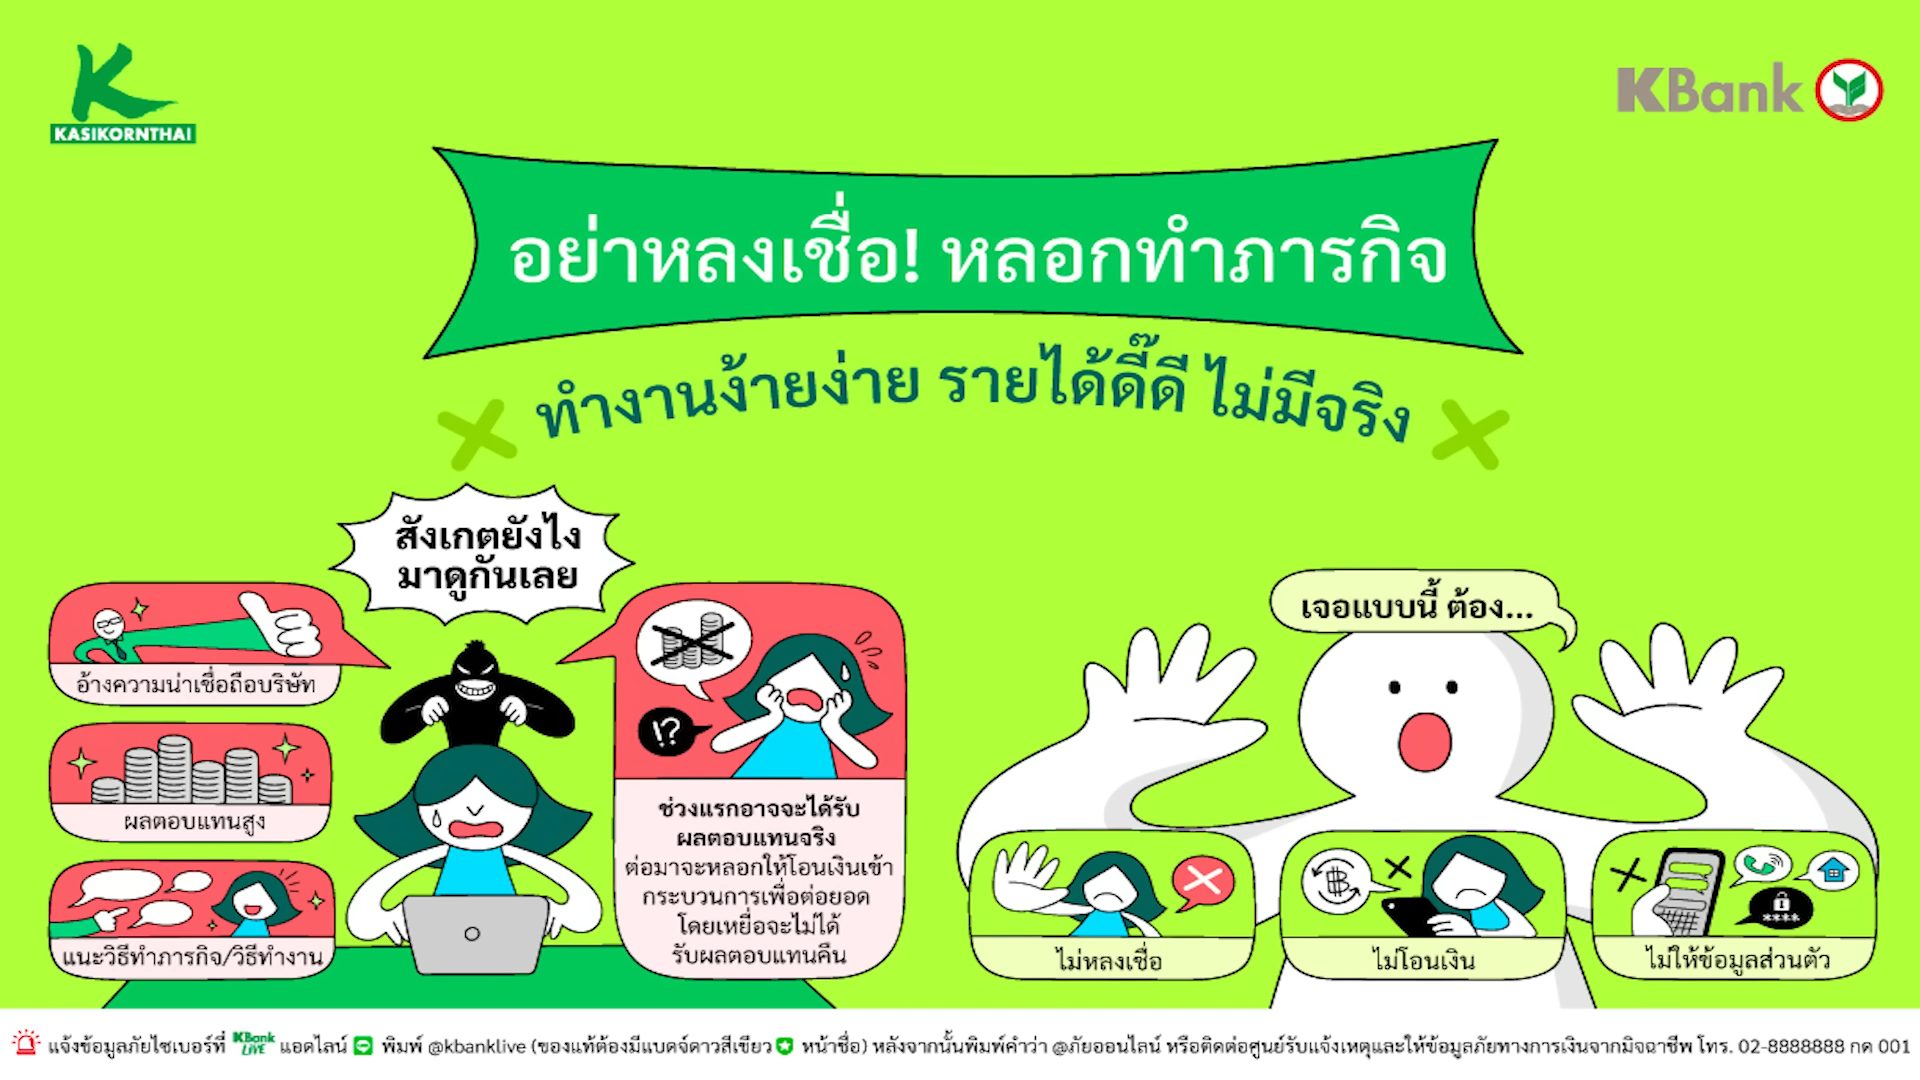 KASIKORNTHAI
KBank
อย่าหลงเชื่อ! หลอกทำภารกิจ
ทำงานง้ายง่าย รายได้ดี๊ดี ไม่มีจริง
สังเกตยังไง
มาดูกันเลย
อ้างความน่าเชื่อถือบริษัท
ผลตอบแทนสูง
แนะวิธีทำภารกิจ/วิธีทำงาน
!?
ช่วงแรกอาจจะได้รับ
ผลตอบแทนจริง
ต่อมาจะหลอกให้โอนเงินเข้า
กระบวนการเพื่อต่อยอด
โดยเหยื่อจะไม่ได้
รับผลตอบแทนคืน
เจอแบบนี้ ต้อง...
ไม่หลงเชื่อ
฿
ไม่โอนเงิน
****
ไม่ให้ข้อมูลส่วนตัว
แจ้งข้อมูลภัยไซเบอร์ที่ KBank LIVE แอดไลน์ พิมพ์ @kbanklive (ของแท้ต้องมีแบดจ์ดาวสีเขียว หน้าชื่อ) หลังจากนั้นพิมพ์คำว่า @ภัยออนไลน์ หรือติดต่อศูนย์รับแจ้งเหตุและให้ข้อมูลภัยทางการเงินจากมิจฉาชีพ โทร. 02-8888888 กด 001